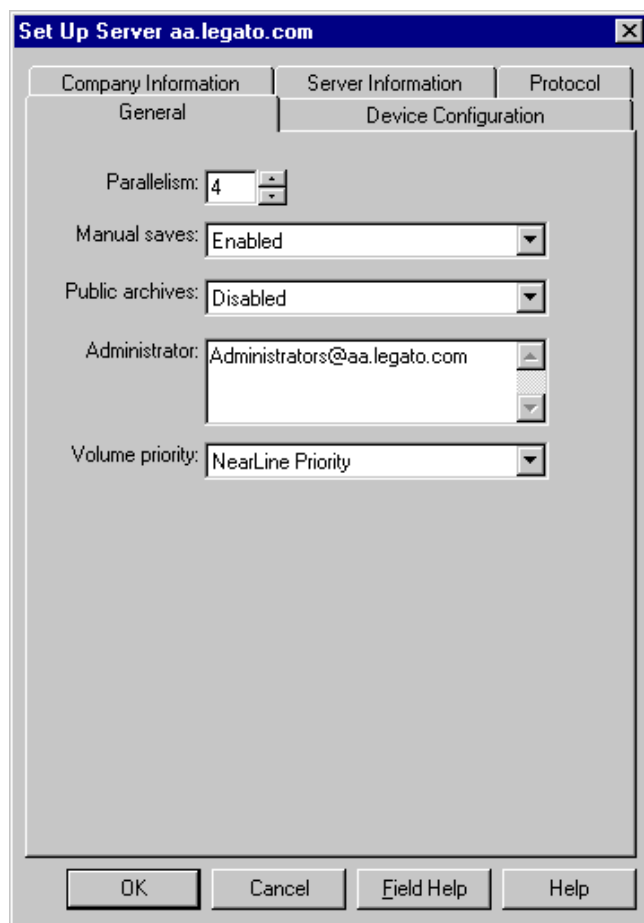 Set Up Server aa.legato.com
Company Information Server Information Protocol
General Device Configuration
Parallelism: 4
Manual saves: Enabled
Public archives: Disabled
Administrator: Administrators@aa.legato.com
Volume priority: NearLine Priority
OK Cancel Field Help Help